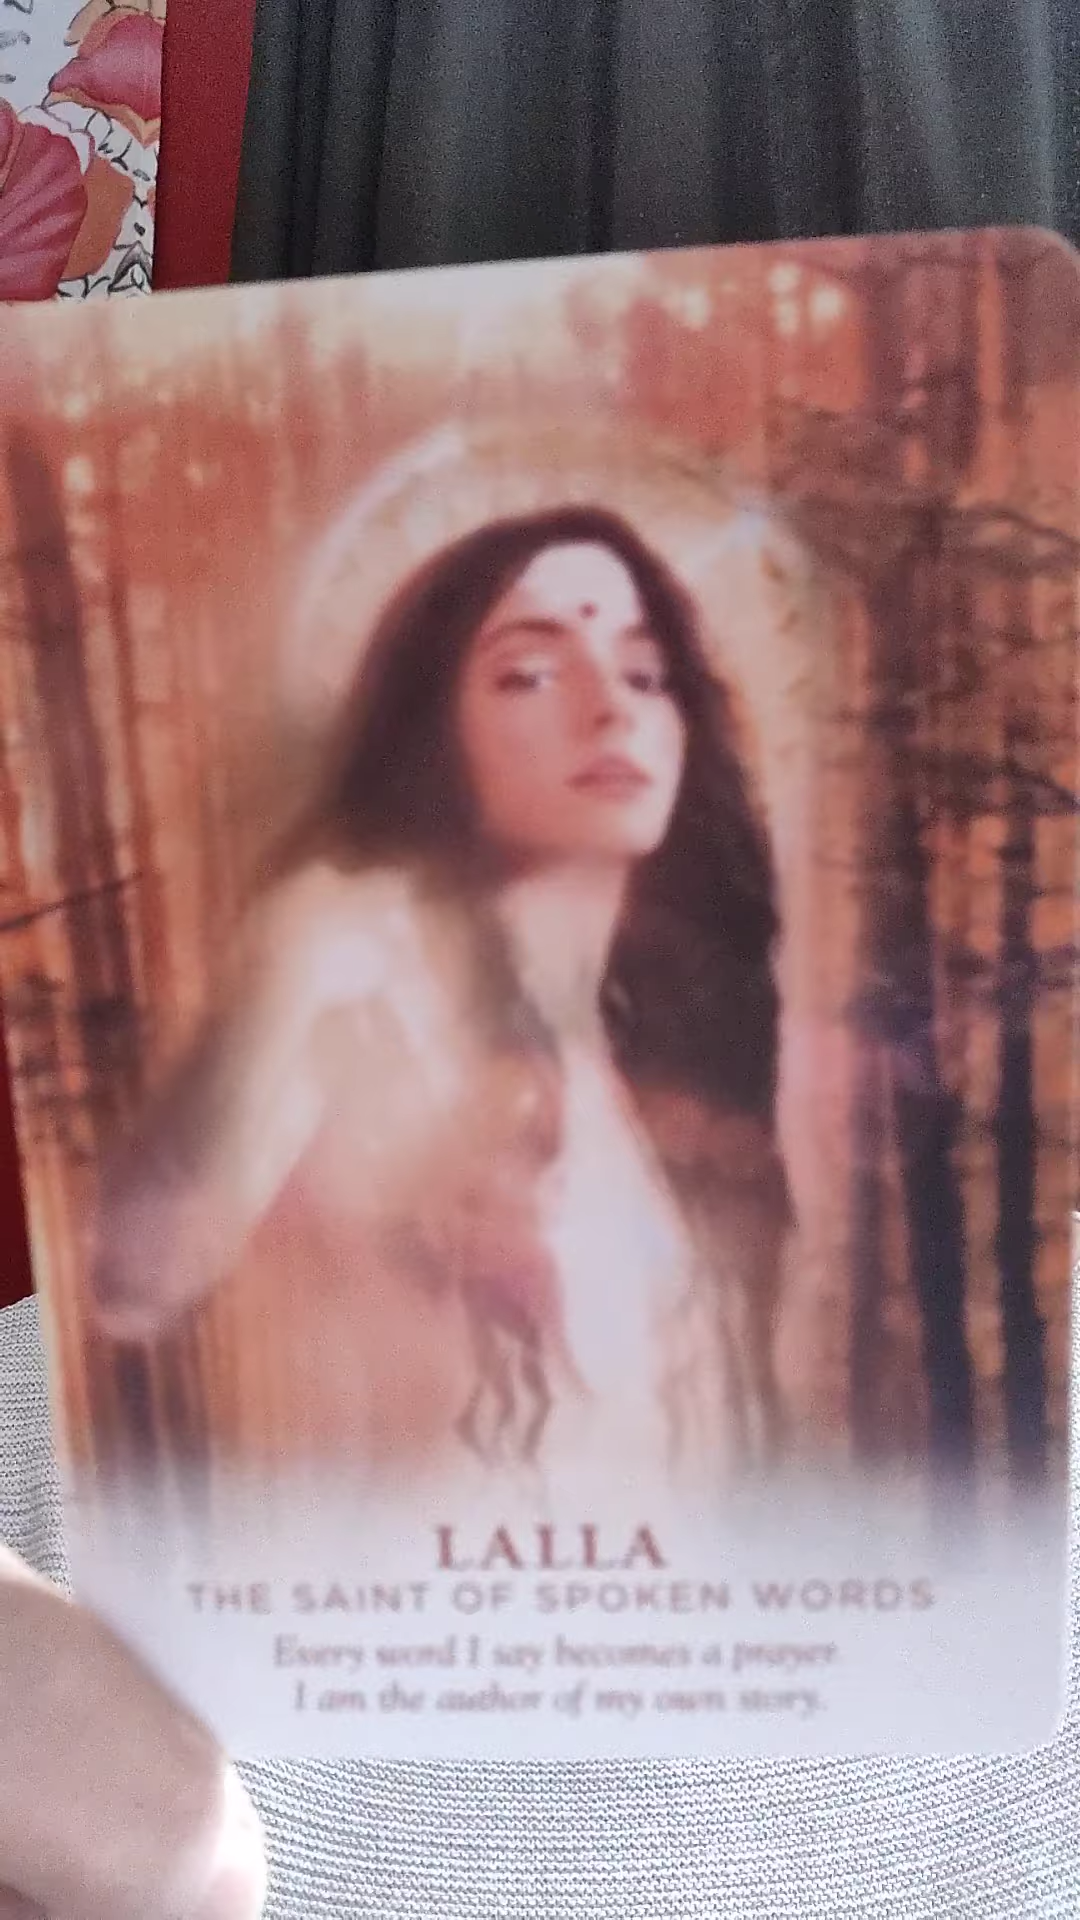 LALLA
THE SAINT OF SPOKEN WORDS
Every word I say becomes a prayer.
I am the author of my own story.